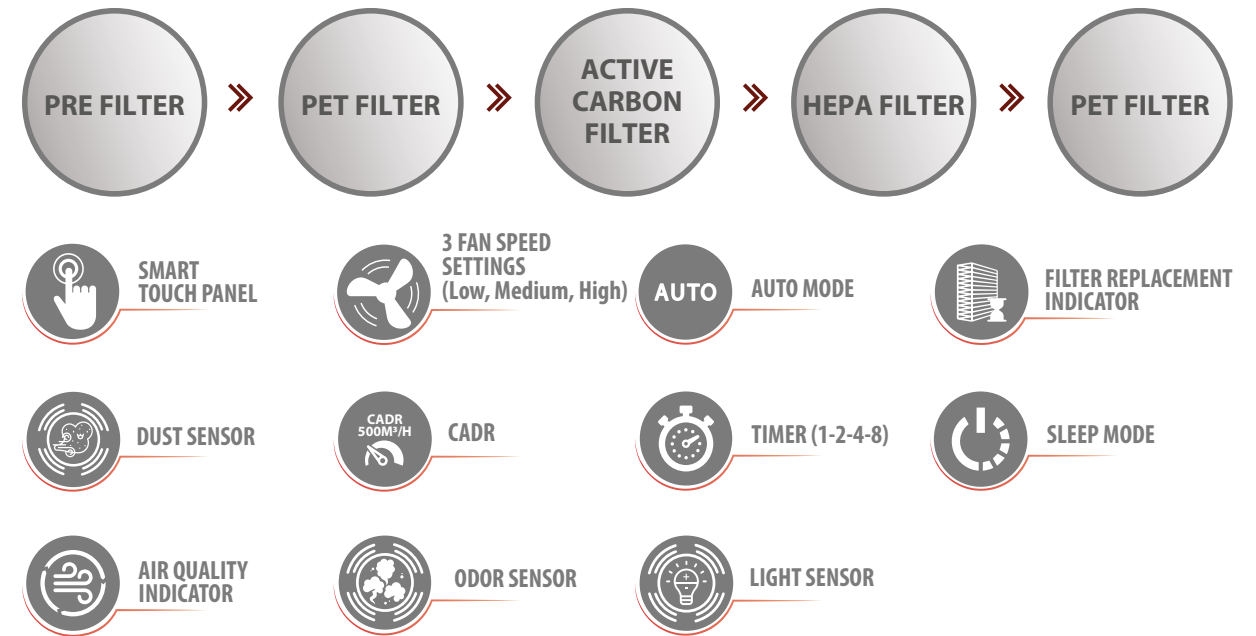 PRE FILTER
PET FILTER
ACTIVE
CARBON
FILTER
HEPA FILTER
PET FILTER
SMART
TOUCH PANEL
3 FAN SPEED
SETTINGS
(Low, Medium, High)
AUTO
AUTO MODE
FILTER REPLACEMENT
INDICATOR
DUST SENSOR
CADR
500M³/H
CADR
TIMER (1-2-4-8)
SLEEP MODE
AIR QUALITY
INDICATOR
ODOR SENSOR
LIGHT SENSOR